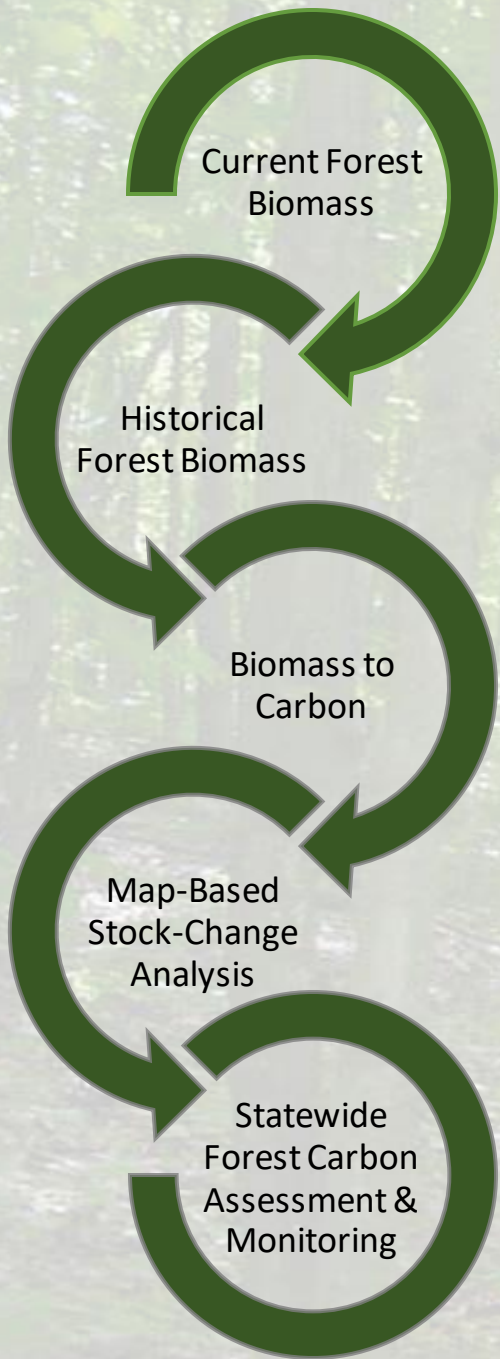 Current Forest
Biomass
Historical
Forest Biomass
Biomass to
Carbon
Map-Based
Stock-Change
Analysis
Statewide
Forest Carbon
Assessment &
Monitoring